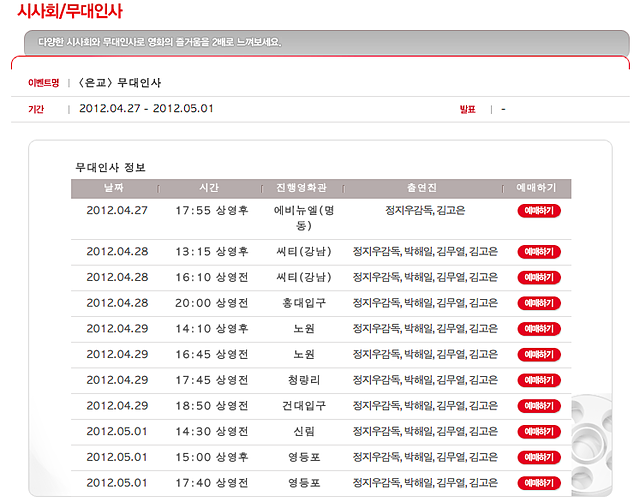 시사회/무대인사
다양한 시사회와 무대인사로 영화의 즐거움을 2배로 느껴보세요.
이벤트명 | <은교> 무대인사
기간 | 2012.04.27 - 2012.05.01 발표 | -
무대인사 정보
날짜 시간 진행영화관 출연진 예매하기
2012.04.27 17:55 상영후 에비뉴엘(명 정지우감독, 김고은 예매하기
동)
2012.04.28 13:15 상영후 씨티(강남) 정지우감독, 박해일, 김무열, 김고은 예매하기
2012.04.28 16:10 상영전 씨티(강남) 정지우감독, 박해일, 김무열, 김고은 예매하기
2012.04.28 20:00 상영전 홍대입구 정지우감독, 박해일, 김무열, 김고은 예매하기
2012.04.29 14:10 상영후 노원 정지우감독, 박해일, 김무열, 김고은 예매하기
2012.04.29 16:45 상영전 노원 정지우감독, 박해일, 김무열, 김고은 예매하기
2012.04.29 17:45 상영전 청량리 정지우감독, 박해일, 김무열, 김고은 예매하기
2012.04.29 18:50 상영전 건대입구 정지우감독, 박해일, 김무열, 김고은 예매하기
2012.05.01 14:30 상영전 신림 정지우감독, 박해일, 김무열, 김고은 예매하기
2012.05.01 15:00 상영후 영등포 정지우감독, 박해일, 김무열, 김고은 예매하기
2012.05.01 17:40 상영전 영등포 정지우감독, 박해일, 김무열, 김고은 예매하기